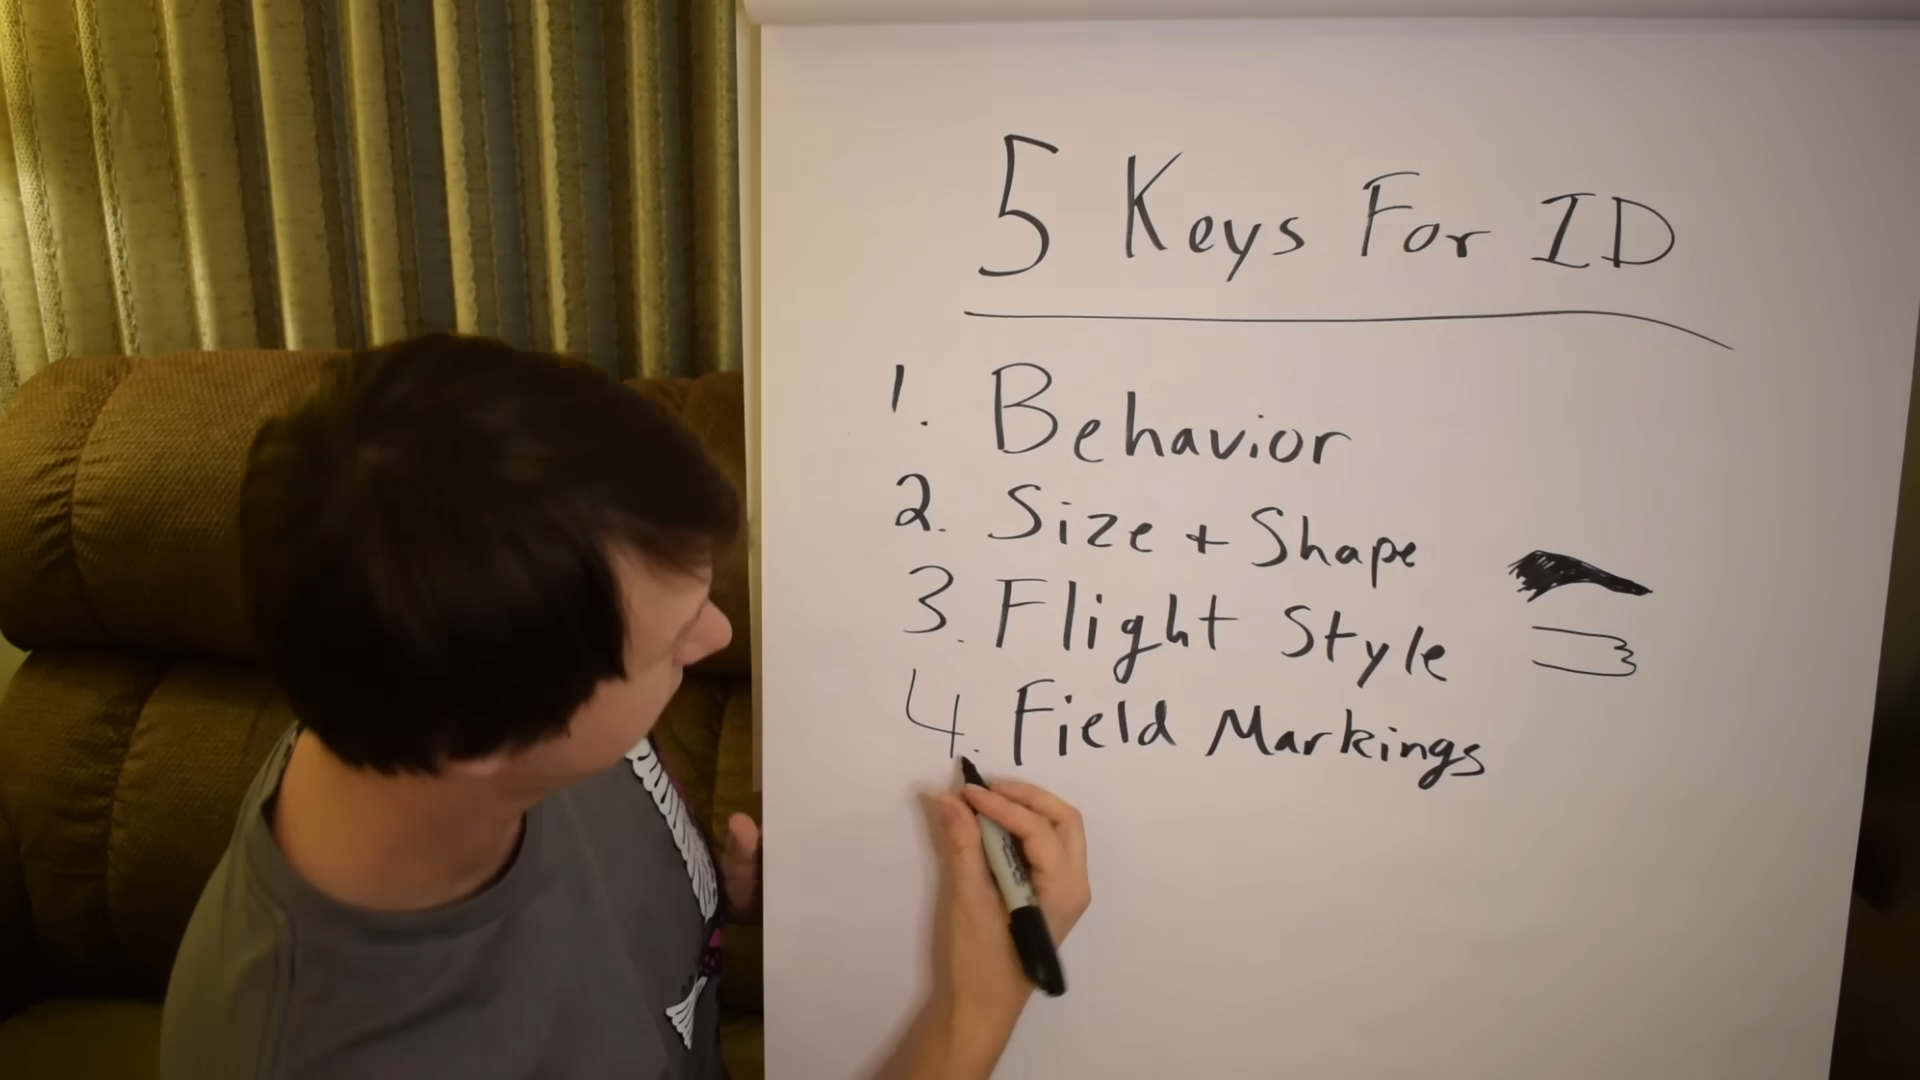 5 Keys For ID
1. Behavior
2. Size + Shape
3. Flight Style
4. Field Markings